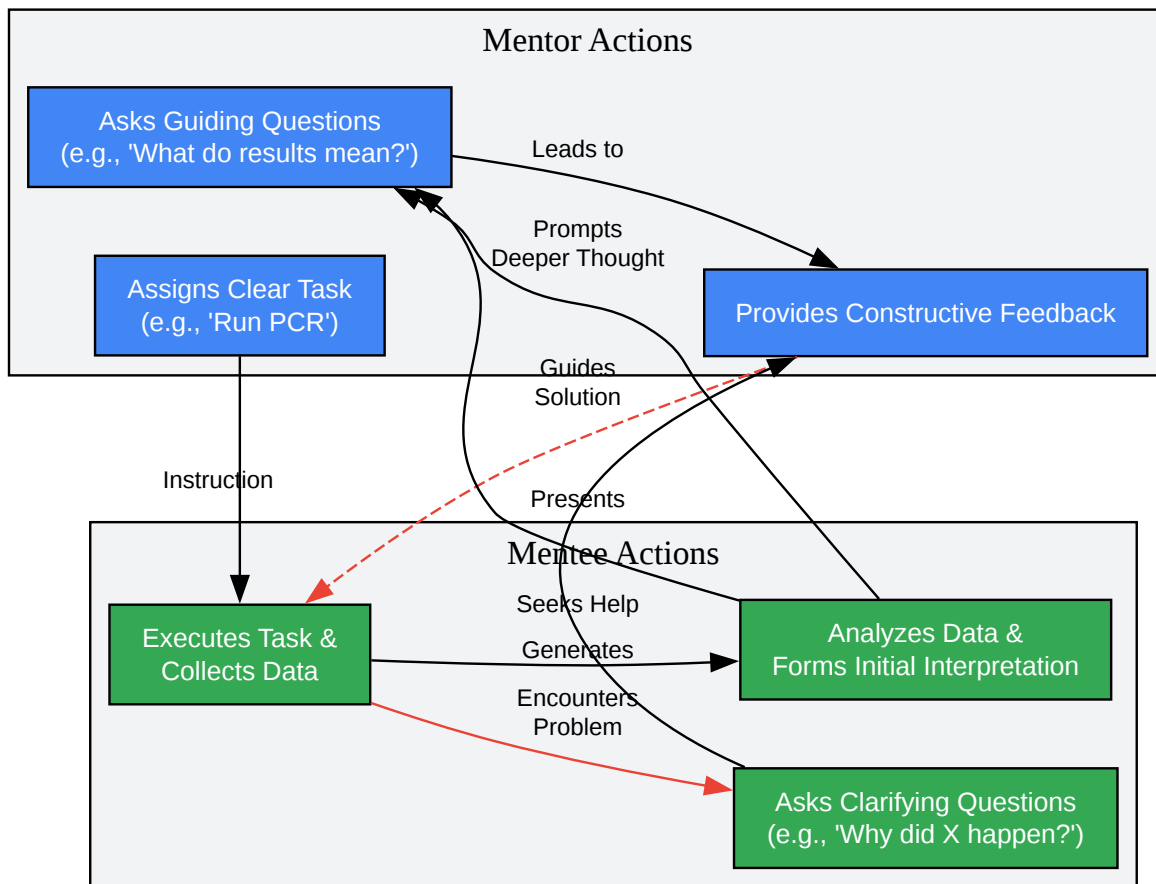 Mentor Actions
Asks Guiding Questions
(e.g., 'What do results mean?')
Leads to
Prompts
Deeper Thought
Assigns Clear Task
(e.g., 'Run PCR')
Provides Constructive Feedback
Guides
Solution
Instruction
Presents
Mentee Actions
Seeks Help
Executes Task &
Collects Data
Generates
Analyzes Data &
Forms Initial Interpretation
Encounters
Problem
Asks Clarifying Questions
(e.g., 'Why did X happen?')